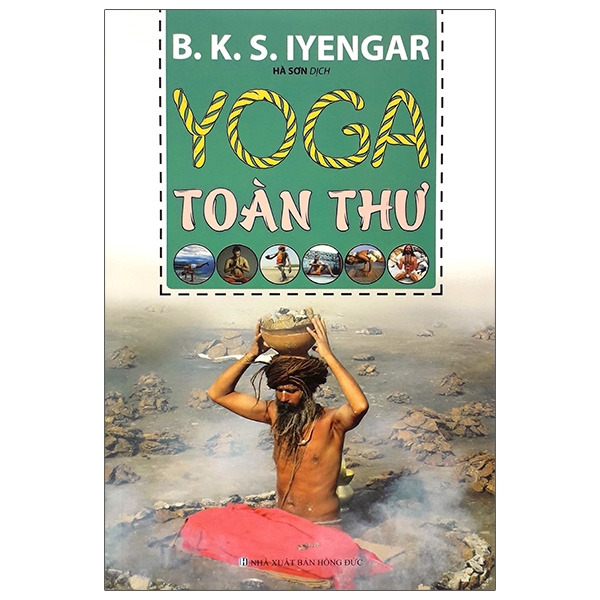 B. K. S. IYENGAR
HÀ SƠN DỊCH
YOGA
TOÀN THƯ
NHÀ XUẤT BẢN HỒNG ĐỨC